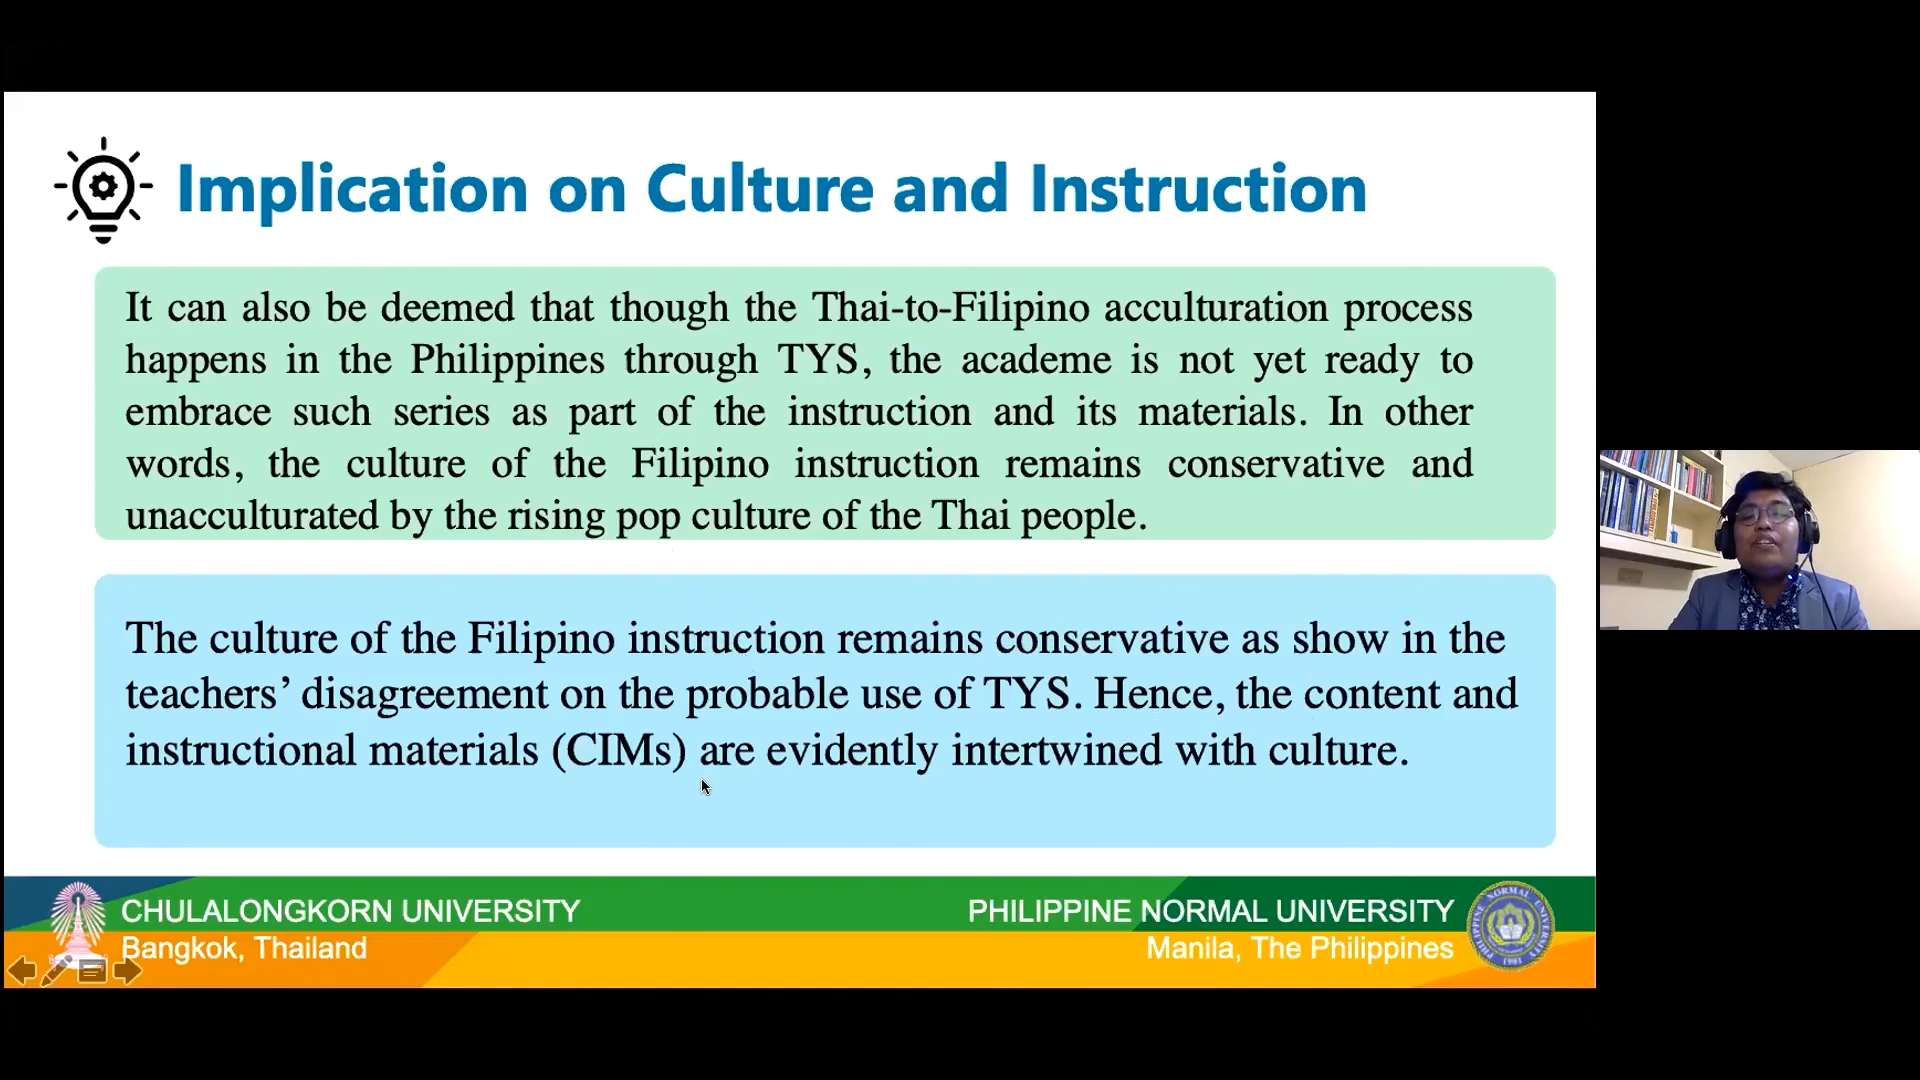 Implication on Culture and Instruction
It can also be deemed that though the Thai-to-Filipino acculturation process
happens in the Philippines through TYS, the academe is not yet ready to
embrace such series as part of the instruction and its materials. In other
words, the culture of the Filipino instruction remains conservative and
unacculturated by the rising pop culture of the Thai people.
The culture of the Filipino instruction remains conservative as show in the
teachers’ disagreement on the probable use of TYS. Hence, the content and
instructional materials (CIMs) are evidently intertwined with culture.
CHULALONGKORN UNIVERSITY
Bangkok, Thailand
PHILIPPINE NORMAL UNIVERSITY
Manila, The Philippines
PHILIPPINE NORMAL UNIVERSITY
1901